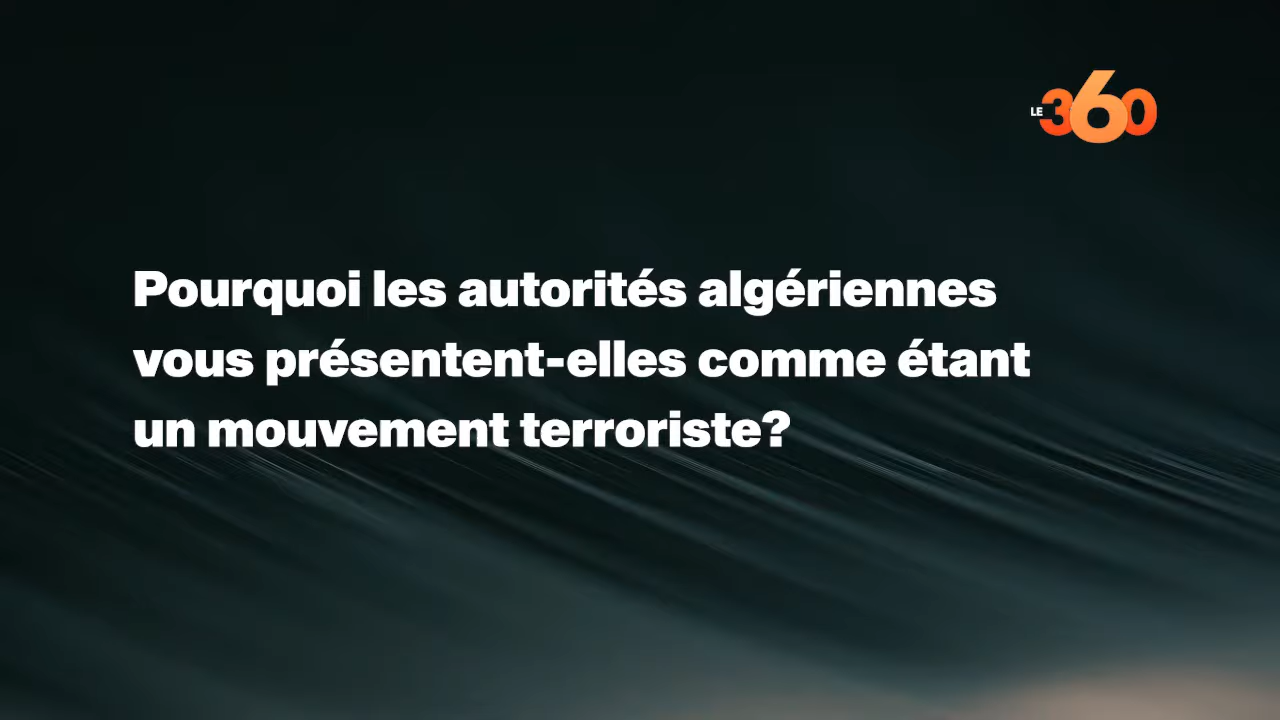 LE 360
Pourquoi les autorités algériennes
vous présentent-elles comme étant
un mouvement terroriste?